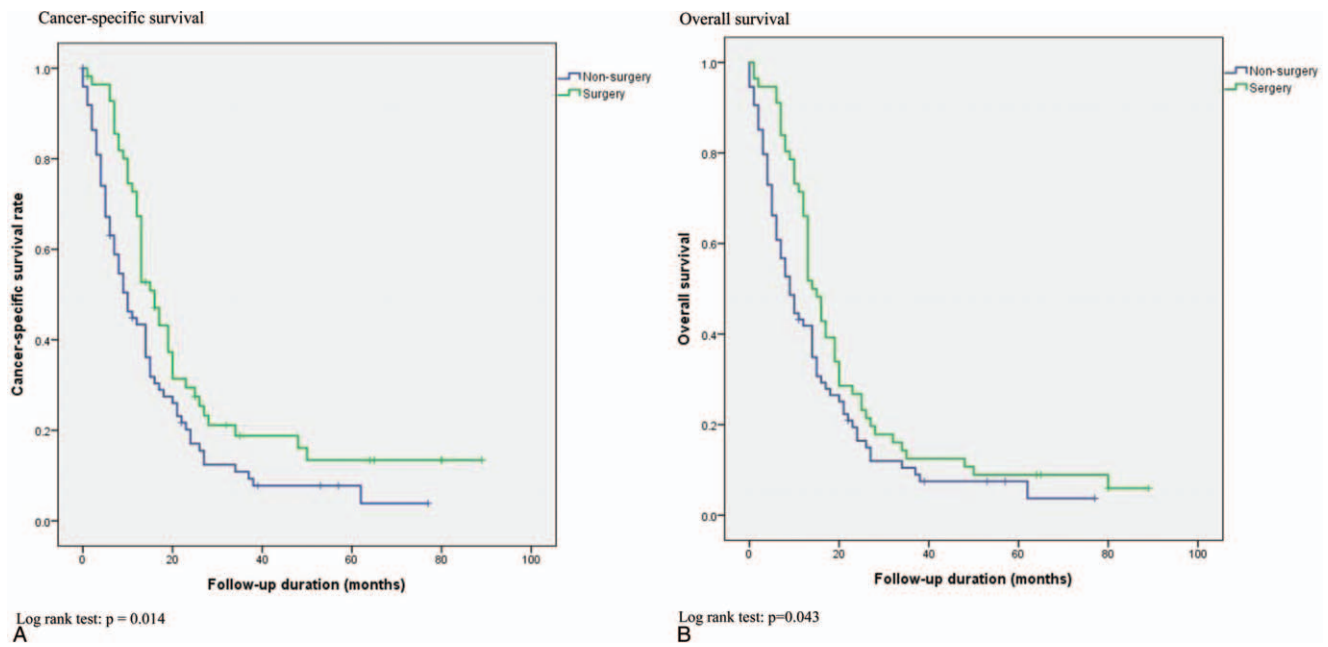 Cancer-specific survival
1.0
0.8
0.6
0.4
0.2
0.0
Cancer-specific survival rate
0 20 40 60 80 100
Follow-up duration (months)
Non-surgery
Surgery
Log rank test: p = 0.014
A
Overall survival
1.0
0.8
0.6
0.4
0.2
0.0
Overall survival
0 20 40 60 80 100
Follow-up duration (months)
Non-surgery
Sergery
Log rank test: p=0.043
B